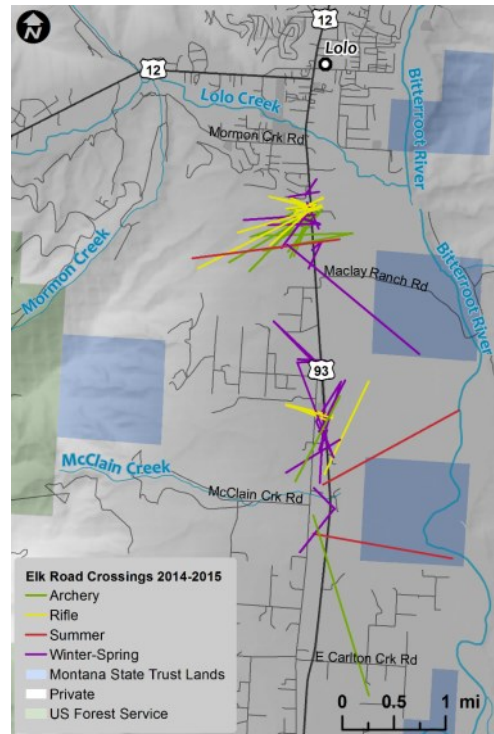 N
12
Lolo
12
Lolo Creek
Bitterroot River
Mormon Crk Rd
Mormon Creek
Bitterroot River
Maclay Ranch Rd
93
McClain Creek
McClain Crk Rd
Elk Road Crossings 2014-2015
Archery
Rifle
Summer
Winter-Spring
Montana State Trust Lands
Private
US Forest Service
E Carlton Crk Rd
0 0.5 1 mi